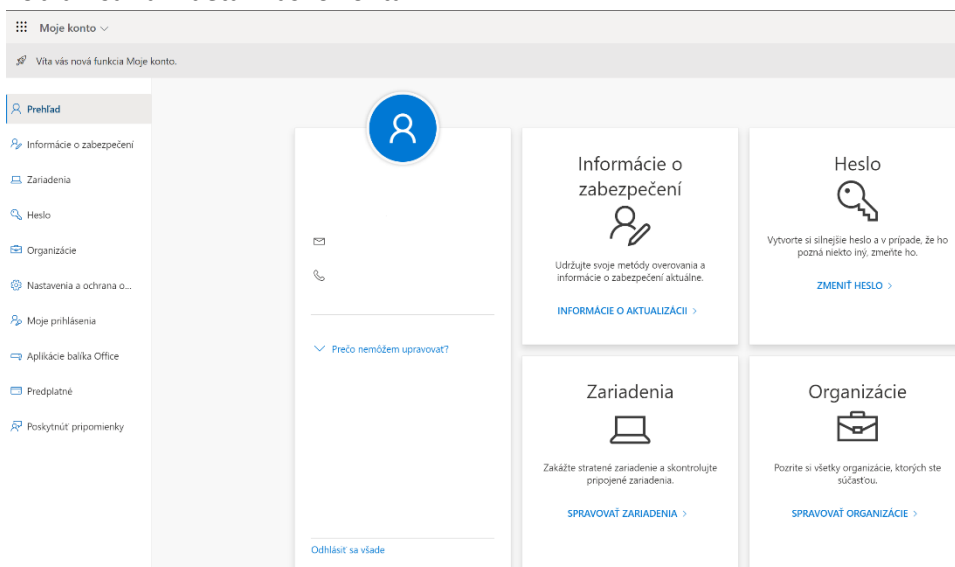 Moje konto
Víta vás nová funkcia Moje konto.
Prehľad
Informácie o zabezpečení
Zariadenia
Heslo
Organizácie
Nastavenia a ochrana o...
Moje prihlásenia
Aplikácie balíka Office
Predplatné
Poskytnúť pripomienky
Prečo nemôžem upravovať?
Odhlásiť sa všade
Informácie o
zabezpečení
Udržujte svoje metódy overovania a
informácie o zabezpečení aktuálne.
INFORMÁCIE O AKTUALIZÁCII >
Heslo
Vytvorte si silnejšie heslo a v prípade, že ho
pozná niekto iný, zmeňte ho.
ZMENIŤ HESLO >
Zariadenia
Zakážte stratené zariadenie a skontrolujte
pripojené zariadenia.
SPRAVOVAŤ ZARIADENIA >
Organizácie
Pozrite si všetky organizácie, ktorých ste
súčasťou.
SPRAVOVAŤ ORGANIZÁCIE >